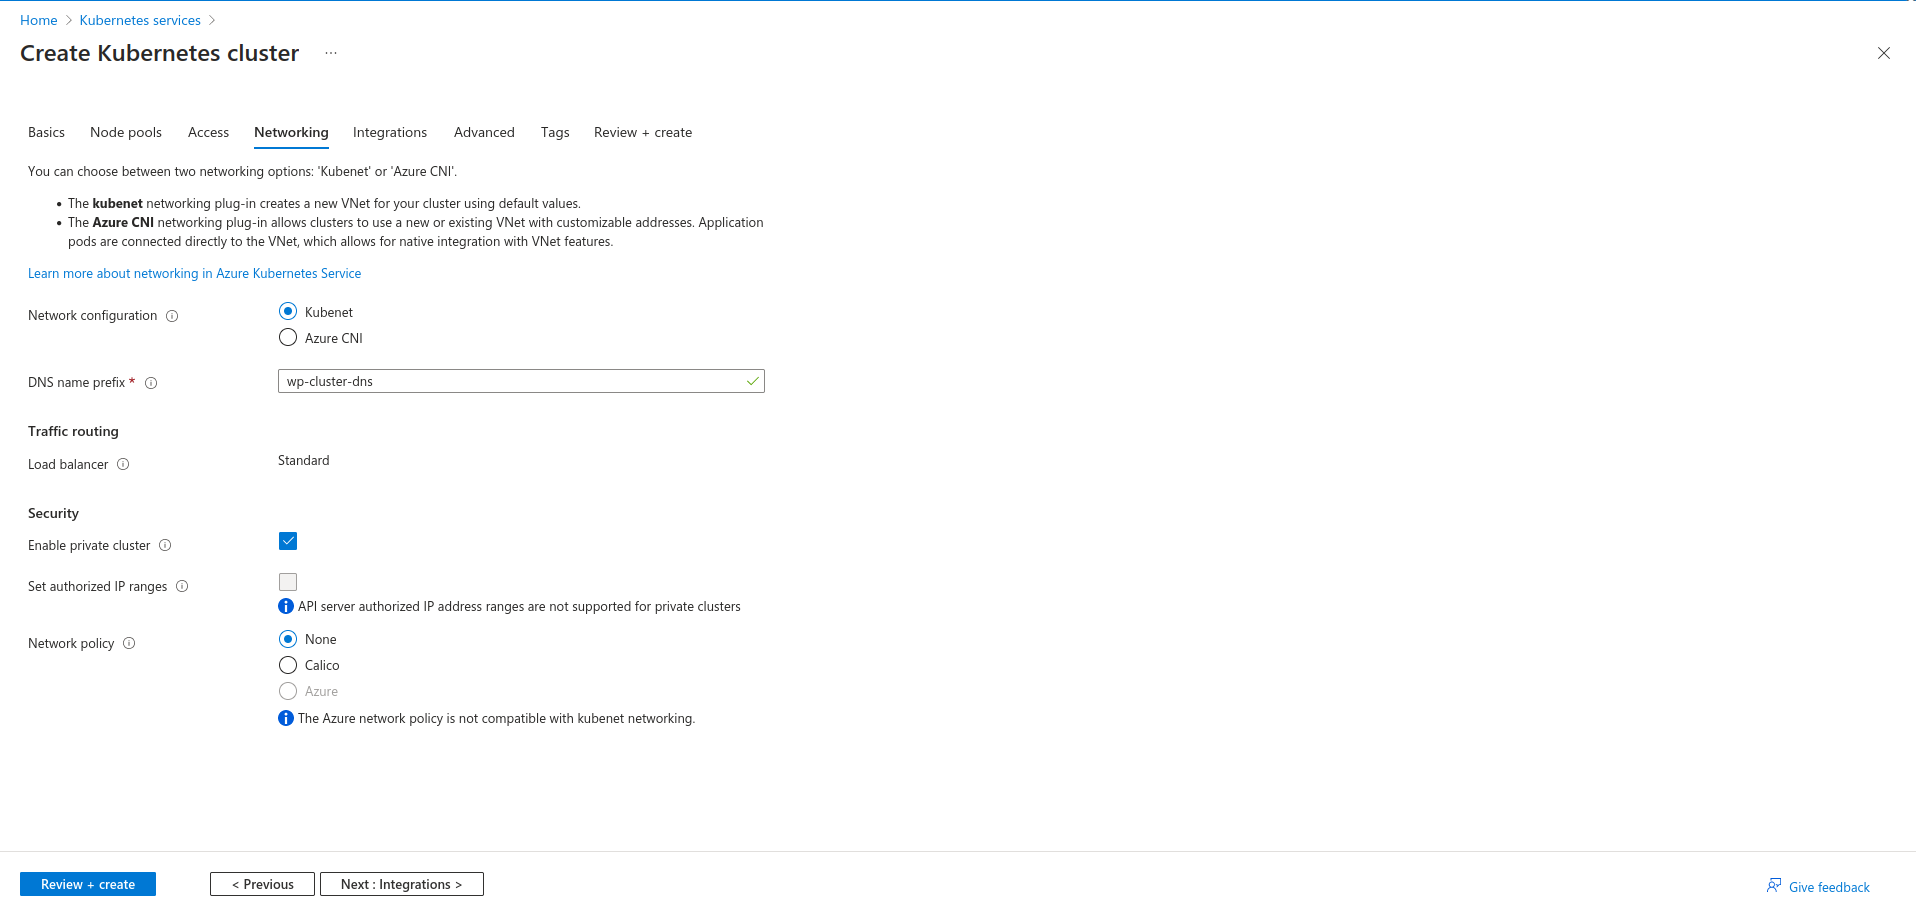 Home > Kubernetes services >
Create Kubernetes cluster ...
Basics Node pools Access Networking Integrations Advanced Tags Review + create
You can choose between two networking options: 'Kubenet' or 'Azure CNI'.
• The kubenet networking plug-in creates a new VNet for your cluster using default values.
• The Azure CNI networking plug-in allows clusters to use a new or existing VNet with customizable addresses. Application
pods are connected directly to the VNet, which allows for native integration with VNet features.
Learn more about networking in Azure Kubernetes Service
Network configuration
Kubenet
Azure CNI
DNS name prefix *
wp-cluster-dns
Traffic routing
Load balancer
Standard
Security
Enable private cluster
Set authorized IP ranges
API server authorized IP address ranges are not supported for private clusters
Network policy
None
Calico
Azure
The Azure network policy is not compatible with kubenet networking.
Review + create
< Previous
Next : Integrations >
Give feedback